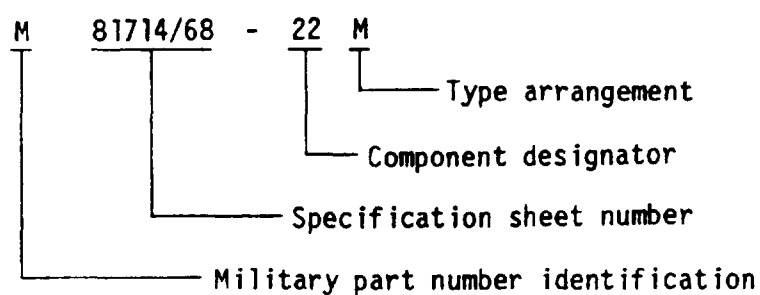 M 81714/68 - 22 M
Type arrangement
Component designator
Specification sheet number
Military part number identification